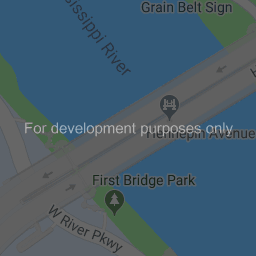 Grain Belt Sign
ssissippi River
For development purposes only
Hennepin Avenue
First Bridge Park
W River Pkwy